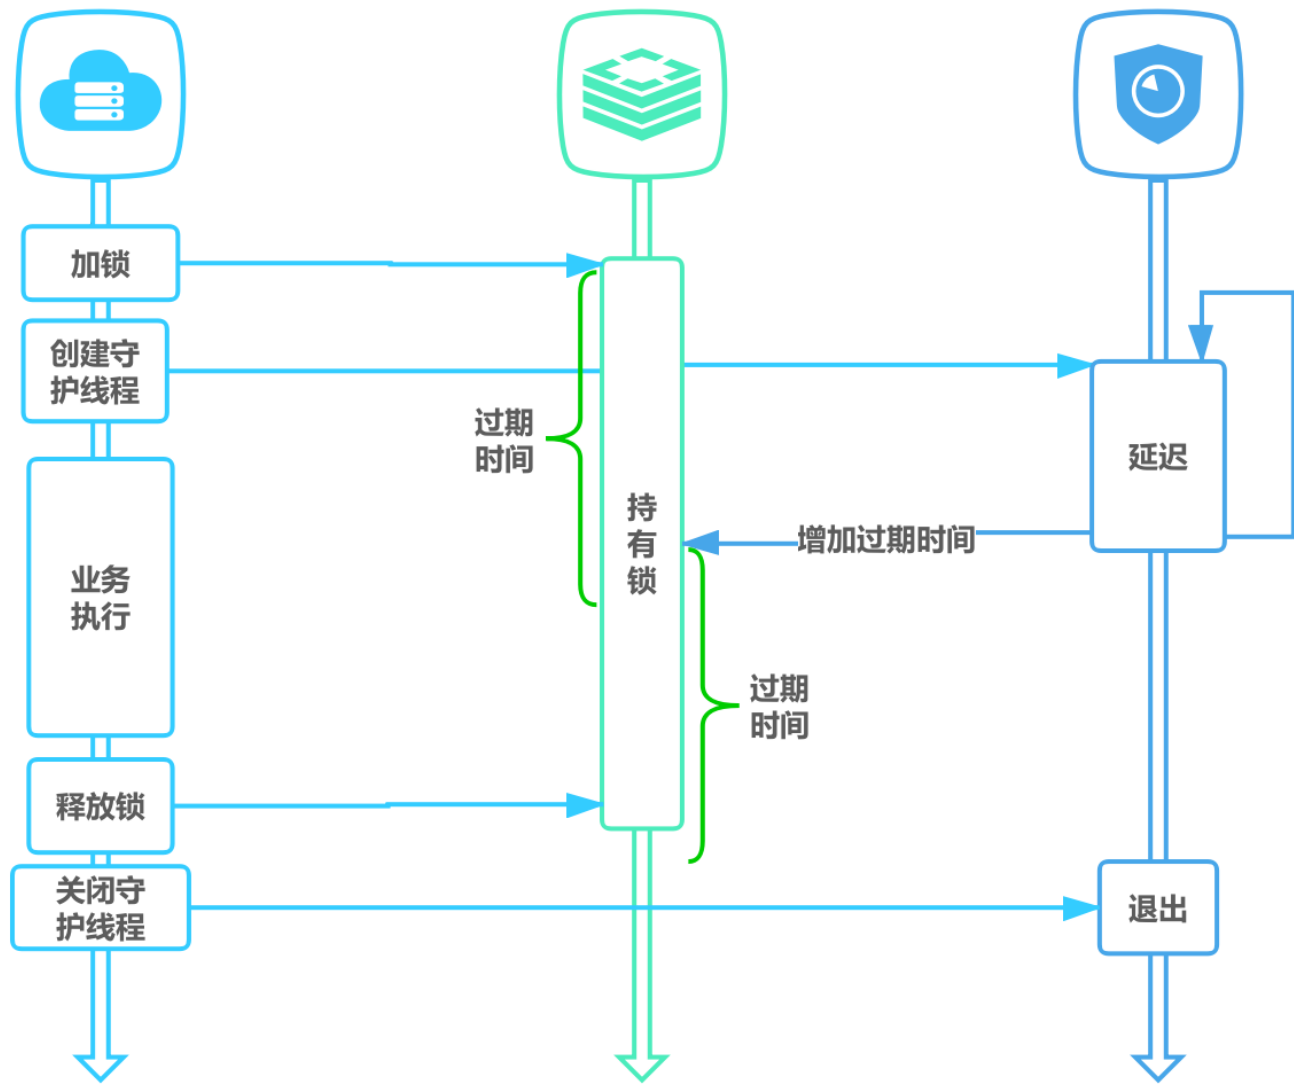 加锁
创建守
护线程
过期
时间
延迟
持
有
锁
增加过期时间
业务
执行
过期
时间
释放锁
关闭守
护线程
退出